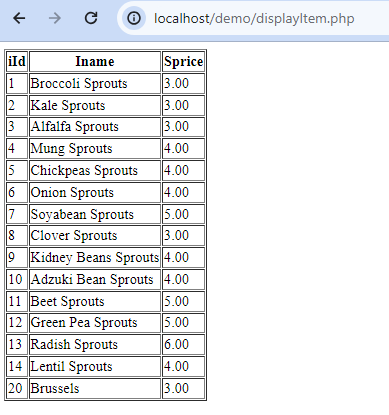 localhost/demo/displayItem.php
iId Iname Sprice
1 Broccoli Sprouts 3.00
2 Kale Sprouts 3.00
3 Alfalfa Sprouts 3.00
4 Mung Sprouts 4.00
5 Chickpeas Sprouts 4.00
6 Onion Sprouts 4.00
7 Soyabean Sprouts 5.00
8 Clover Sprouts 3.00
9 Kidney Beans Sprouts 4.00
10 Adzuki Bean Sprouts 4.00
11 Beet Sprouts 5.00
12 Green Pea Sprouts 5.00
13 Radish Sprouts 6.00
14 Lentil Sprouts 4.00
20 Brussels 3.00